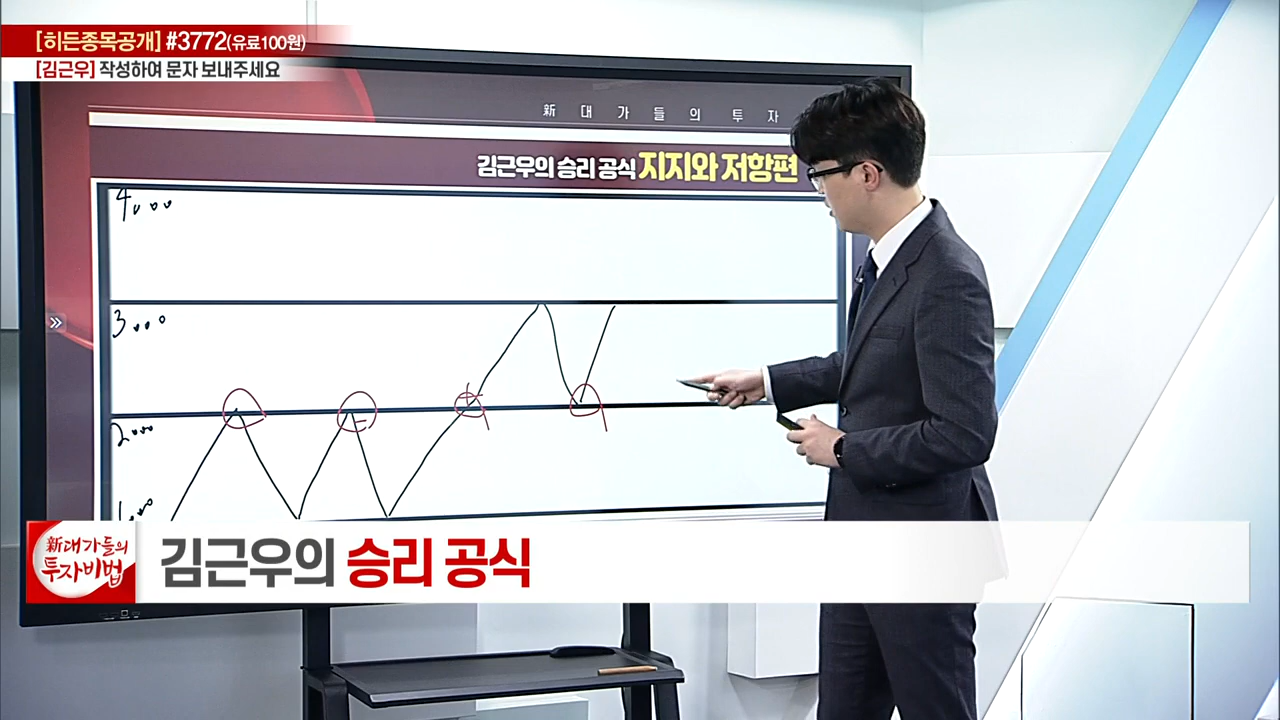 [히든종목공개] #3772(유료100원)
[김근우] 작성하여 문자 보내주세요
新 대 가 들 의 투 자
김근우의 승리 공식 지지와 저항편
4000
3000
2000
1000
新대가들의
투자비법
김근우의 승리 공식